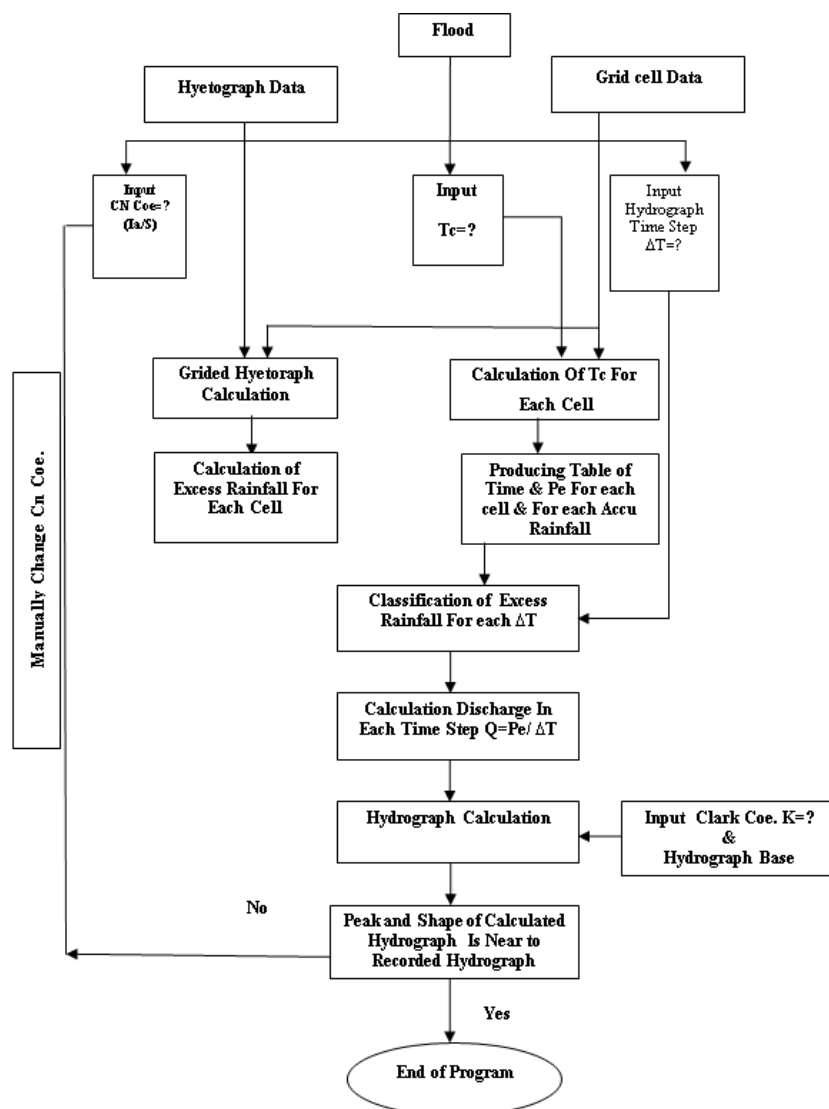 Flood
Hyetograph Data
Grid cell Data
Input
CN Coe=?
(Ia/S)
Input
Tc=?
Input
Hydrograph
Time Step
ΔT=?
Grided Hyetoraph
Calculation
Calculation Of Tc For
Each Cell
Manually Change Cn Coe.
Calculation of
Excess Rainfall For
Each Cell
Producing Table of
Time & Pe For each
cell & For each Accu
Rainfall
Classification of Excess
Rainfall For each ΔT
Calculation Discharge In
Each Time Step Q=Pe/ ΔT
Hydrograph Calculation
Input Clark Coe. K=?
&
Hydrograph Base
No
Peak and Shape of Calculated
Hydrograph Is Near to
Recorded Hydrograph
Yes
End of Program